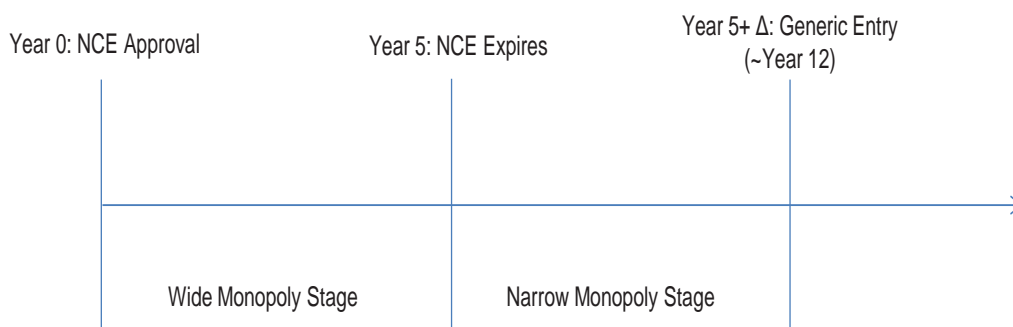 Year 0: NCE Approval
Year 5: NCE Expires
Year 5+ Δ: Generic Entry
(~Year 12)
Wide Monopoly Stage
Narrow Monopoly Stage